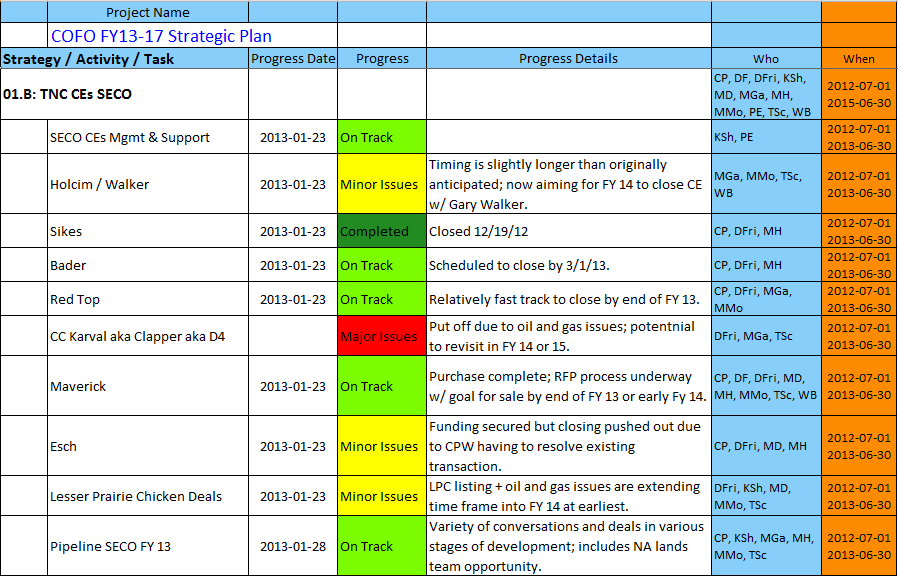 Project Name
COFO FY13-17 Strategic Plan
Strategy / Activity / Task Progress Date Progress Progress Details Who When
01.B: TNC CEs SECO
CP, DF, DFri, KSh,
MD, MGa, MH,
MMo, PE, TSc, WB
2012-07-01
2015-06-30
SECO CEs Mgmt & Support 2013-01-23 On Track
KSh, PE
2012-07-01
2013-06-30
Holcim / Walker 2013-01-23 Minor Issues
Timing is slightly longer than originally
anticipated; now aiming for FY 14 to close CE
w/ Gary Walker.
MGa, MMo, TSc,
WB
2012-07-01
2013-06-30
Sikes 2013-01-23 Completed Closed 12/19/12
CP, DFri, MH
2012-07-01
2013-06-30
Bader 2013-01-23 On Track Scheduled to close by 3/1/13.
CP, DFri, MH
2012-07-01
2013-06-30
Red Top 2013-01-23 On Track Relatively fast track to close by end of FY 13.
CP, DFri, MGa,
MMo
2012-07-01
2013-06-30
CC Karval aka Clapper aka D4 Major Issues
Put off due to oil and gas issues; potentnial
to revisit in FY 14 or 15.
DFri, MGa, TSc
2012-07-01
2013-06-30
Maverick 2013-01-23 On Track
Purchase complete; RFP process underway
w/ goal for sale by end of FY 13 or early Fy 14.
CP, DF, DFri, MD,
MH, MMo, TSc, WB
2012-07-01
2013-06-30
Esch 2013-01-23 Minor Issues
Funding secured but closing pushed out due
to CPW having to resolve existing
transaction.
CP, DFri, MD, MH
2012-07-01
2013-06-30
Lesser Prairie Chicken Deals 2013-01-23 Minor Issues
LPC listing + oil and gas issues are extending
time frame into FY 14 at earliest.
DFri, KSh, MD,
MMo, TSc
2012-07-01
2013-06-30
Pipeline SECO FY 13 2013-01-28 On Track
Variety of conversations and deals in various
stages of development; includes NA lands
team opportunity.
CP, KSh, MGa, MH,
MMo, TSc
2012-07-01
2013-06-30